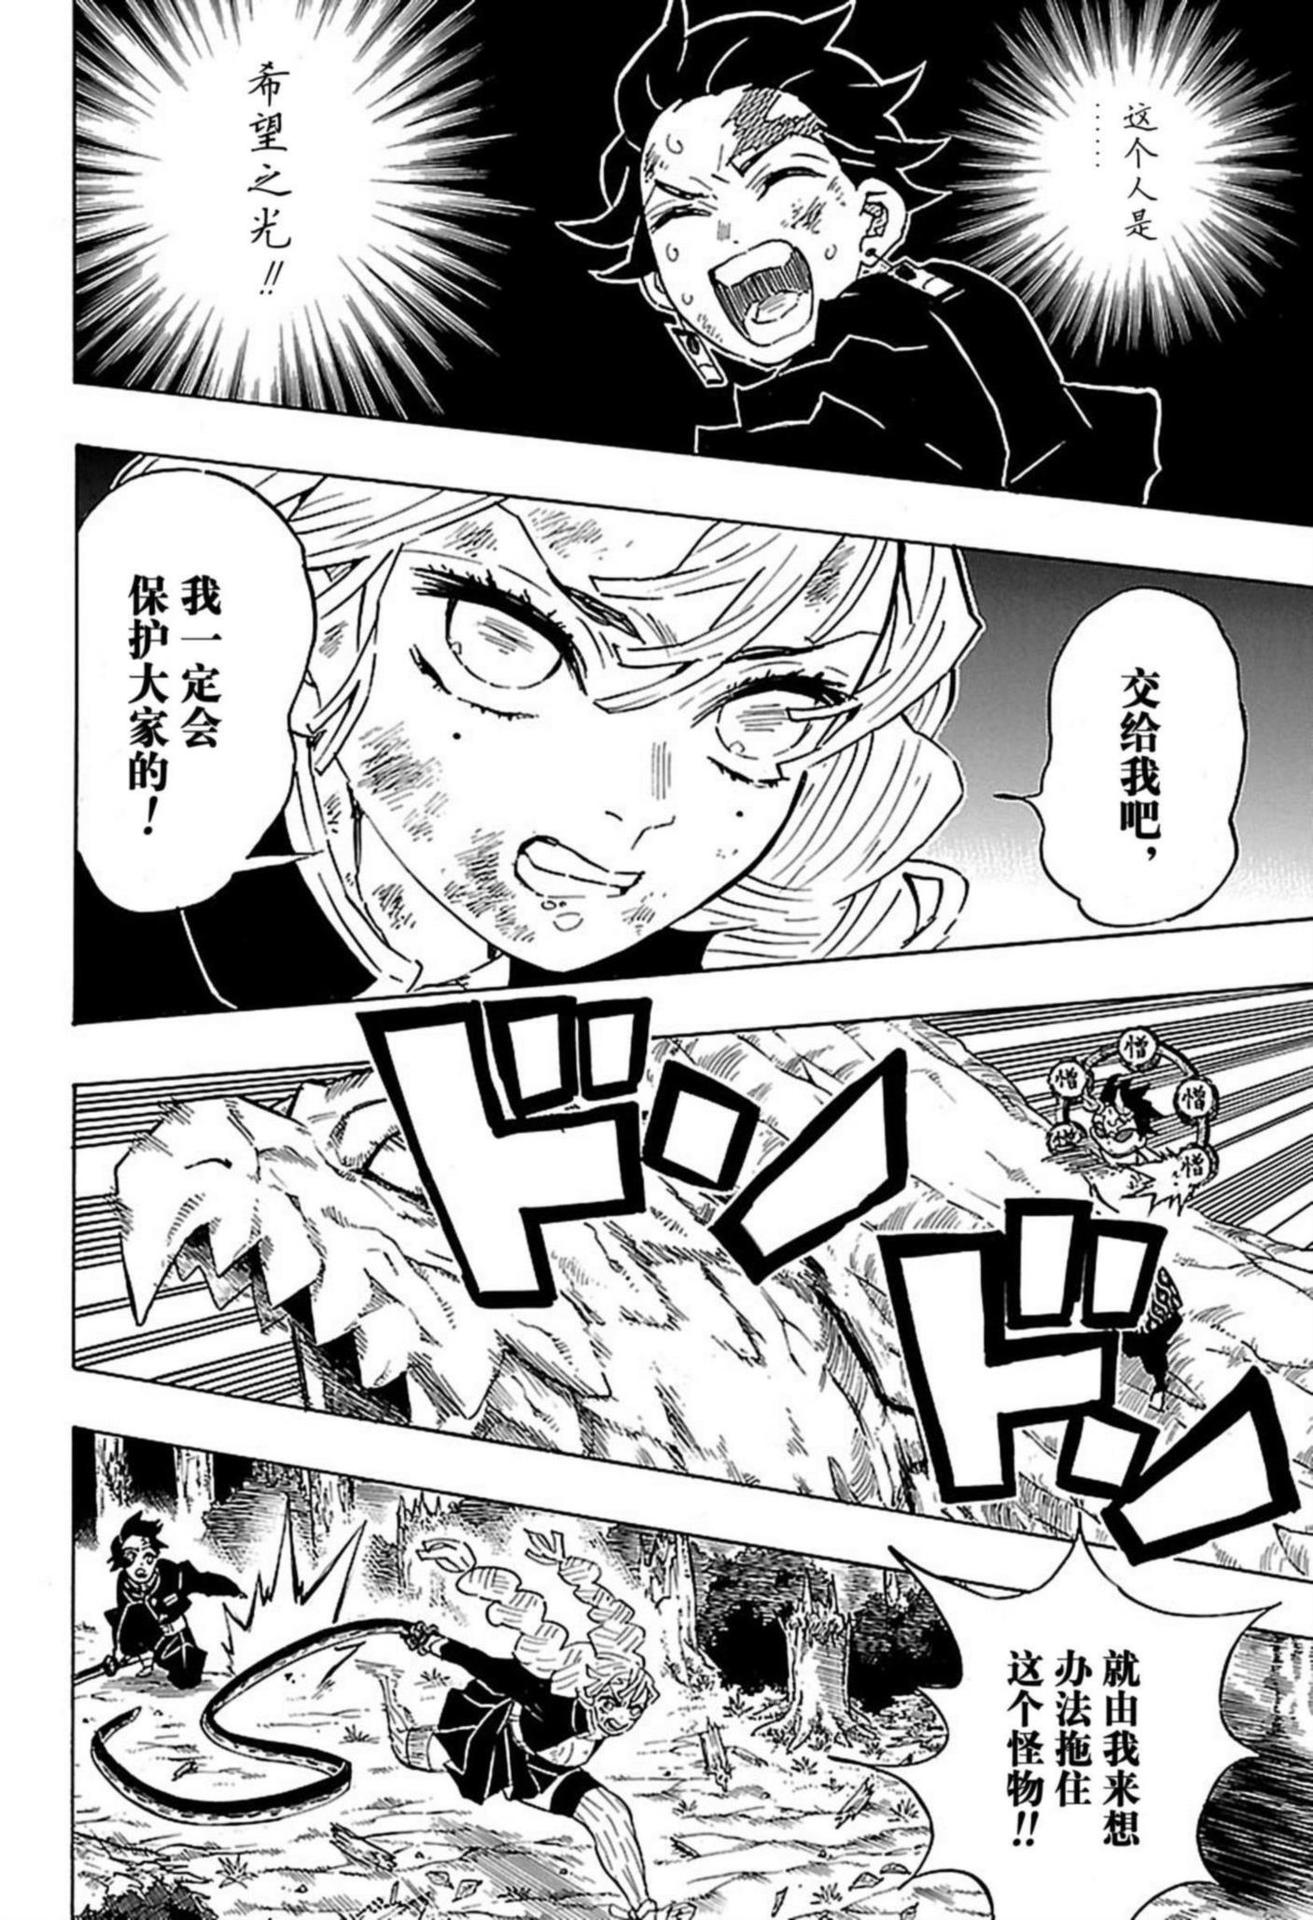 这个人是
……
希望之光!!
交给我吧，
我一定会
保护大家的！
憎
憎
憎
憎
憎
ドン
ドン
就由我来想
办法拖住
这个怪物!!